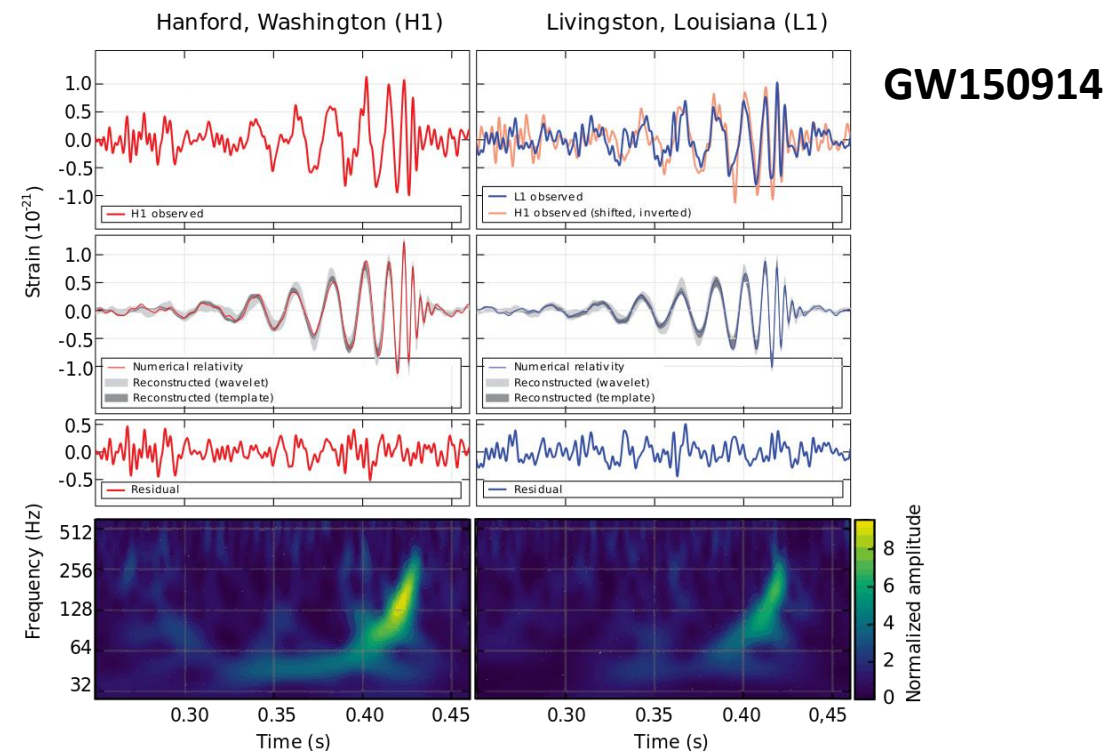 Hanford, Washington (H1)
Livingston, Louisiana (L1)
GW150914
Strain (10⁻²¹)
1.0
0.5
0.0
-0.5
-1.0
H1 observed
L1 observed
H1 observed (shifted, inverted)
1.0
0.5
0.0
-0.5
-1.0
Numerical relativity
Reconstructed (wavelet)
Reconstructed (template)
Numerical relativity
Reconstructed (wavelet)
Reconstructed (template)
0.5
0.0
-0.5
Residual
Residual
Frequency (Hz)
512
256
128
64
32
8
6
4
2
0
Normalized amplitude
0.30 0.35 0.40 0.45
0.30 0.35 0.40 0,45
Time (s)
Time (s)